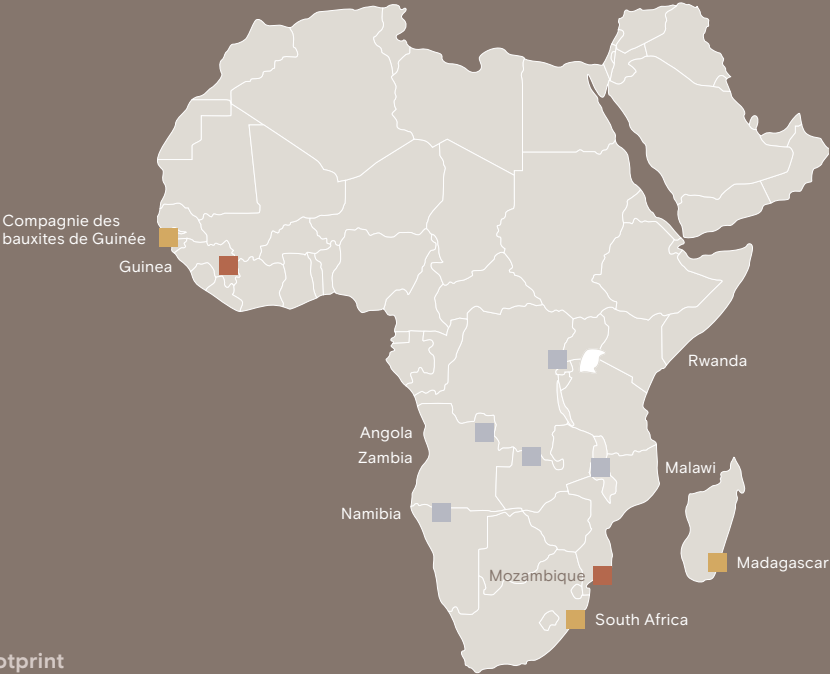 Compagnie des
bauxites de Guinée
Guinea
Rwanda
Angola
Zambia
Malawi
Namibia
Madagascar
Mozambique
South Africa
otprint